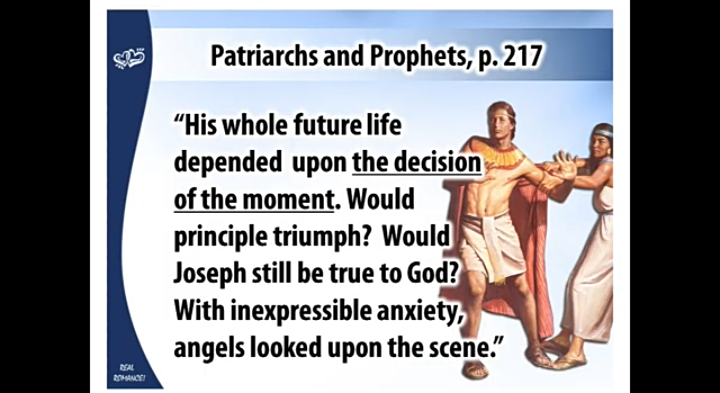 Patriarchs and Prophets, p. 217
“His whole future life
depended upon the decision
of the moment. Would
principle triumph? Would
Joseph still be true to God?
With inexpressible anxiety,
angels looked upon the scene.”
REAL
ROMANCE!